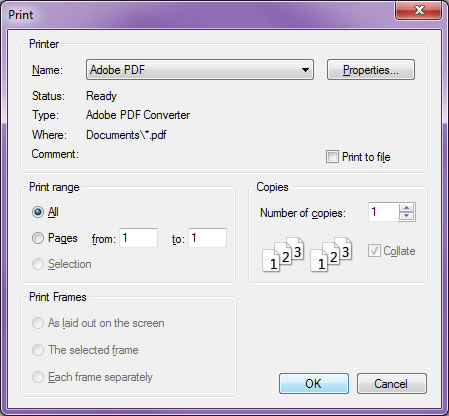 Print
Printer
Name: Adobe PDF Properties...
Status: Ready
Type: Adobe PDF Converter
Where: Documents\*.pdf
Comment:
Print to file
Print range
All
Pages from: 1 to: 1
Selection
Copies
Number of copies: 1
1 2 3 1 2 3
Collate
Print Frames
As laid out on the screen
The selected frame
Each frame separately
OK Cancel